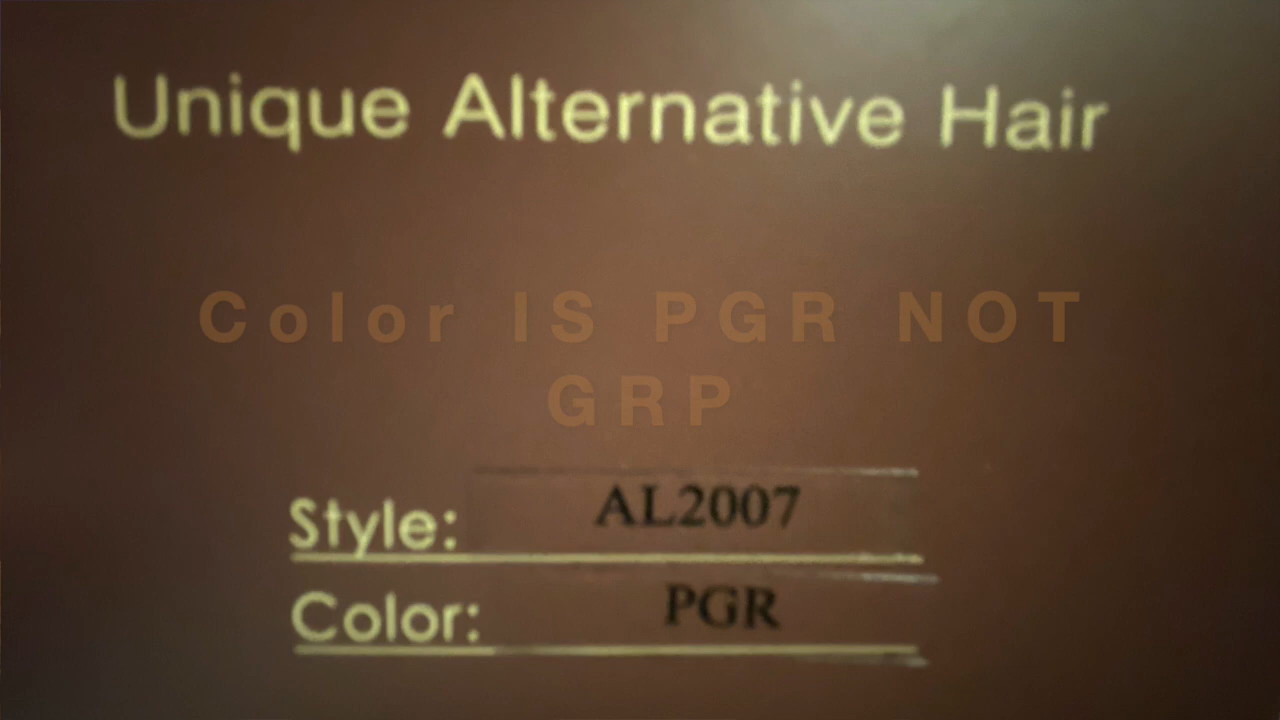 Unique Alternative Hair
Color IS PGR NOT
GRP
Style: AL2007
Color: PGR